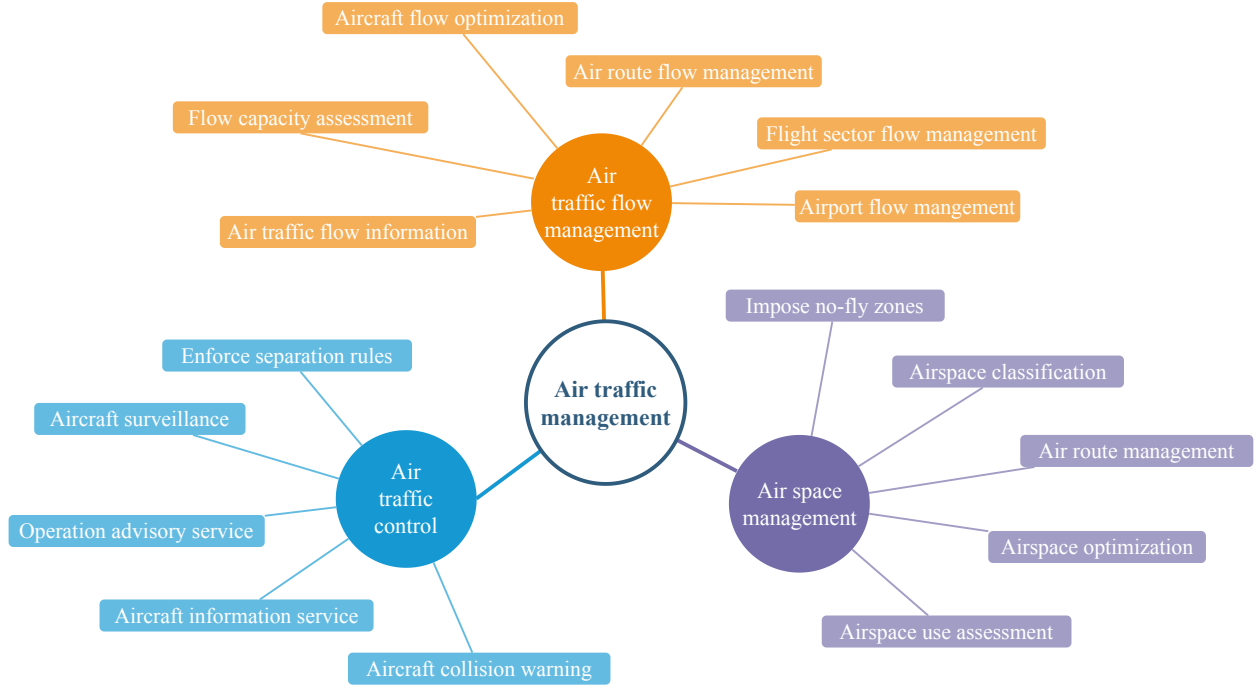 Aircraft flow optimization
Air route flow management
Flow capacity assessment
Flight sector flow management
Air
traffic flow
management
Airport flow mangement
Air traffic flow information
Impose no-fly zones
Enforce separation rules
Airspace classification
Air traffic
management
Aircraft surveillance
Air route management
Air
traffic
control
Air space
management
Operation advisory service
Airspace optimization
Aircraft information service
Airspace use assessment
Aircraft collision warning